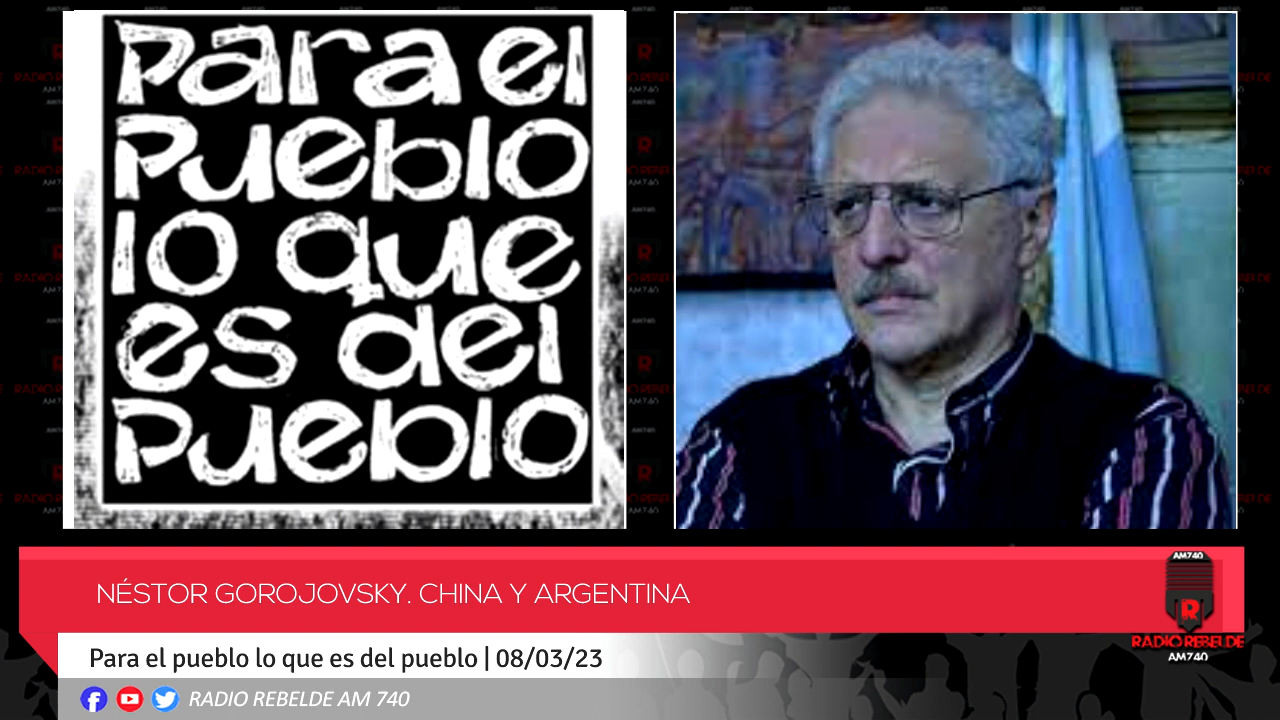 Para el
Pueblo
lo que
es del
Pueblo
NÉSTOR GOROJOVSKY. CHINA Y ARGENTINA
AM740
R
RADIO REBELDE
AM740
Para el pueblo lo que es del pueblo | 08/03/23
RADIO REBELDE AM 740